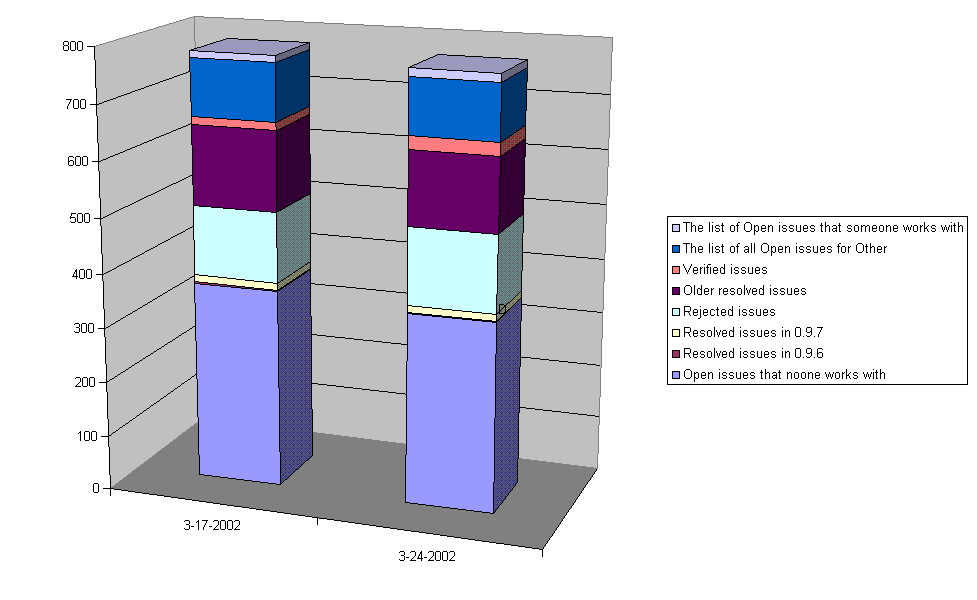 800
700
600
500
400
300
200
100
0
3-17-2002
3-24-2002
The list of Open issues that someone works with
The list of all Open issues for Other
Verified issues
Older resolved issues
Rejected issues
Resolved issues in 0.9.7
Resolved issues in 0.9.6
Open issues that noone works with